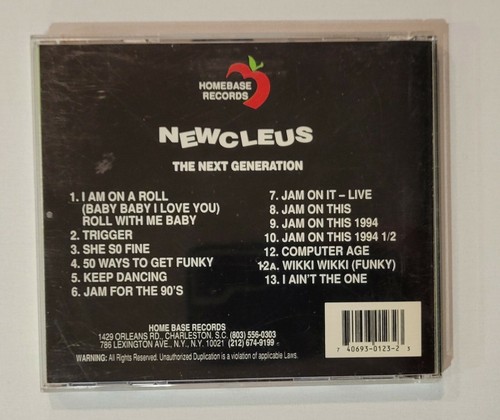 HOMEBASE
RECORDS
NEWCLEUS
THE NEXT GENERATION
1. I AM ON A ROLL
(BABY BABY I LOVE YOU)
ROLL WITH ME BABY
2. TRIGGER
3. SHE SO FINE
4. 50 WAYS TO GET FUNKY
5. KEEP DANCING
6. JAM FOR THE 90'S
7. JAM ON IT – LIVE
8. JAM ON THIS
9. JAM ON THIS 1994
10. JAM ON THIS 1994 1/2
12. COMPUTER AGE
12A. WIKKI WIKKI (FUNKY)
13. I AIN'T THE ONE
HOME BASE RECORDS
1429 ORLEANS RD., CHARLESTON, S.C. (803) 556-0303
786 LEXINGTON AVE., N.Y., N.Y. 10021 (212) 674-9199
WARNING: All Rights Reserved. Unauthorized Duplication is a violation of applicable Laws.
7 40693-0123-2 3